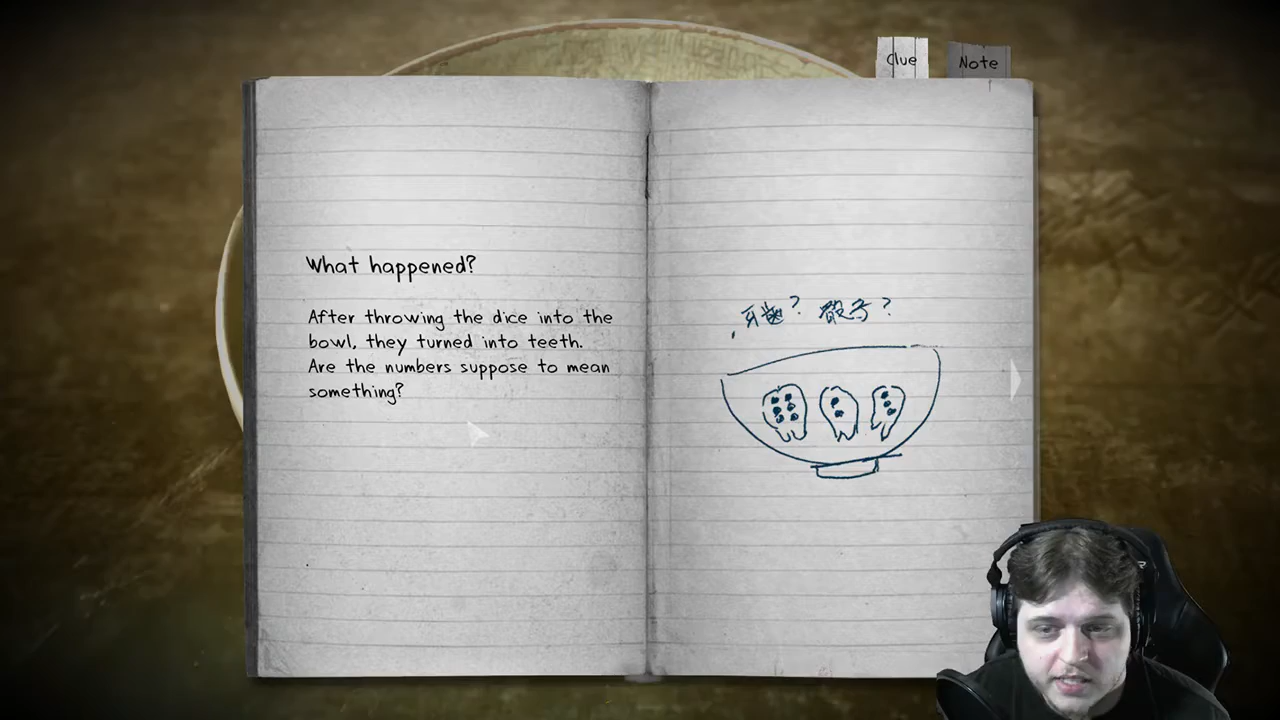 Clue
Note
What happened?
After throwing the dice into the
bowl, they turned into teeth.
Are the numbers suppose to mean
something?
牙齒? 骰子?